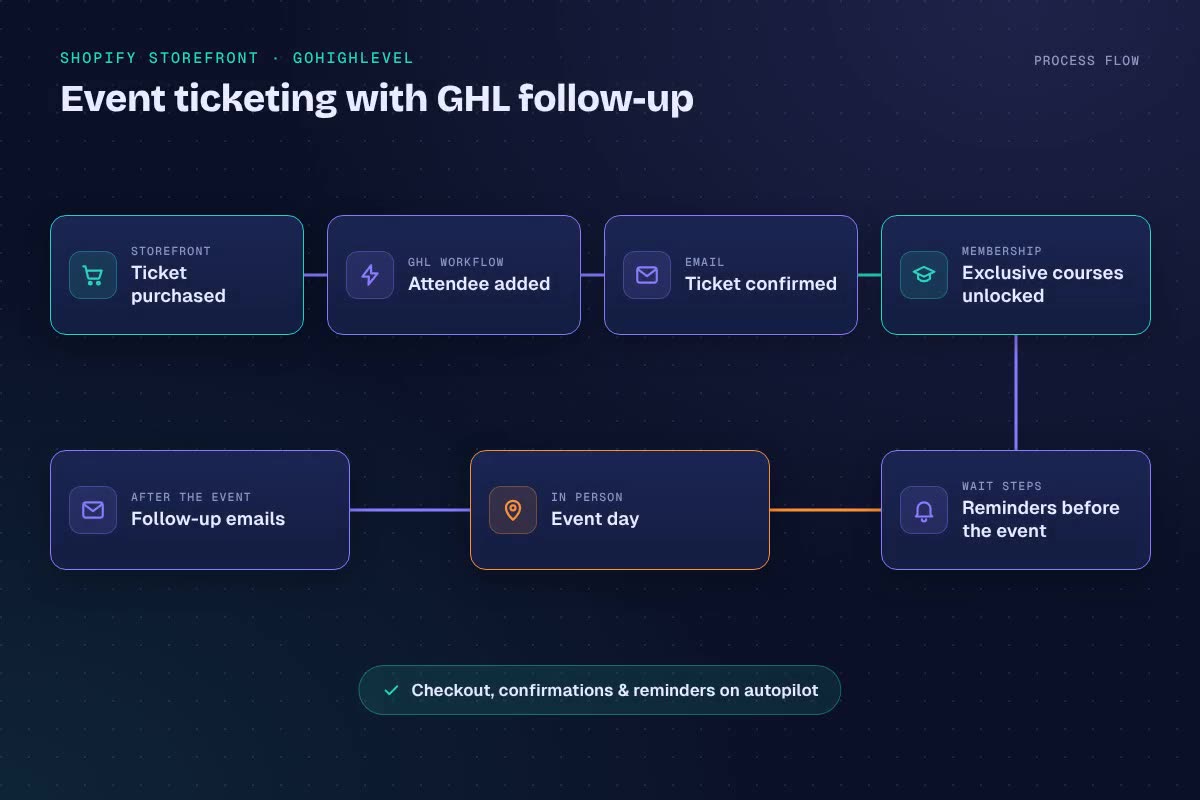 SHOPIFY STOREFRONT · GOHIGHLEVEL
PROCESS FLOW
Event ticketing with GHL follow-up
STOREFRONT
Ticket
purchased
GHL WORKFLOW
Attendee added
EMAIL
Ticket confirmed
MEMBERSHIP
Exclusive courses
unlocked
WAIT STEPS
Reminders before
the event
IN PERSON
Event day
AFTER THE EVENT
Follow-up emails
Checkout, confirmations & reminders on autopilot